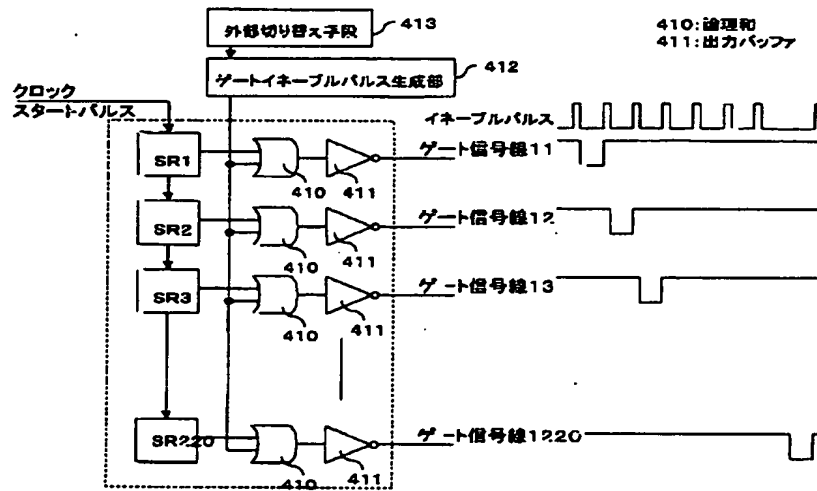 外部切り替え手段
413
410:論理和
411:出力バッファ
ゲートイネーブルパルス生成部
412
クロック
スタートパルス
イネーブルパルス
SR1
410
411
ゲート信号線11
SR2
410
411
ゲート信号線12
SR3
410
411
ゲート信号線13
SR220
410
411
ゲート信号線1220